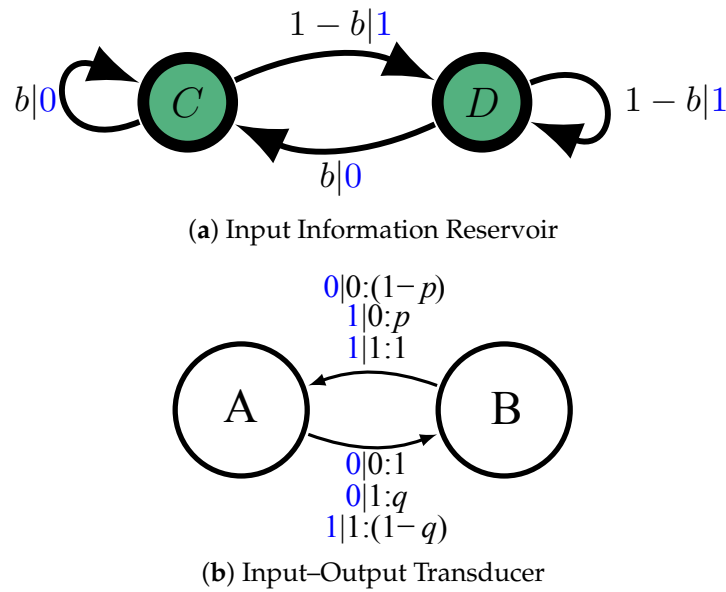 1 − b|1
b|0
C
D
1 − b|1
b|0
(a) Input Information Reservoir
0|0:(1− p)
1|0:p
1|1:1
A
B
0|0:1
0|1:q
1|1:(1− q)
(b) Input–Output Transducer